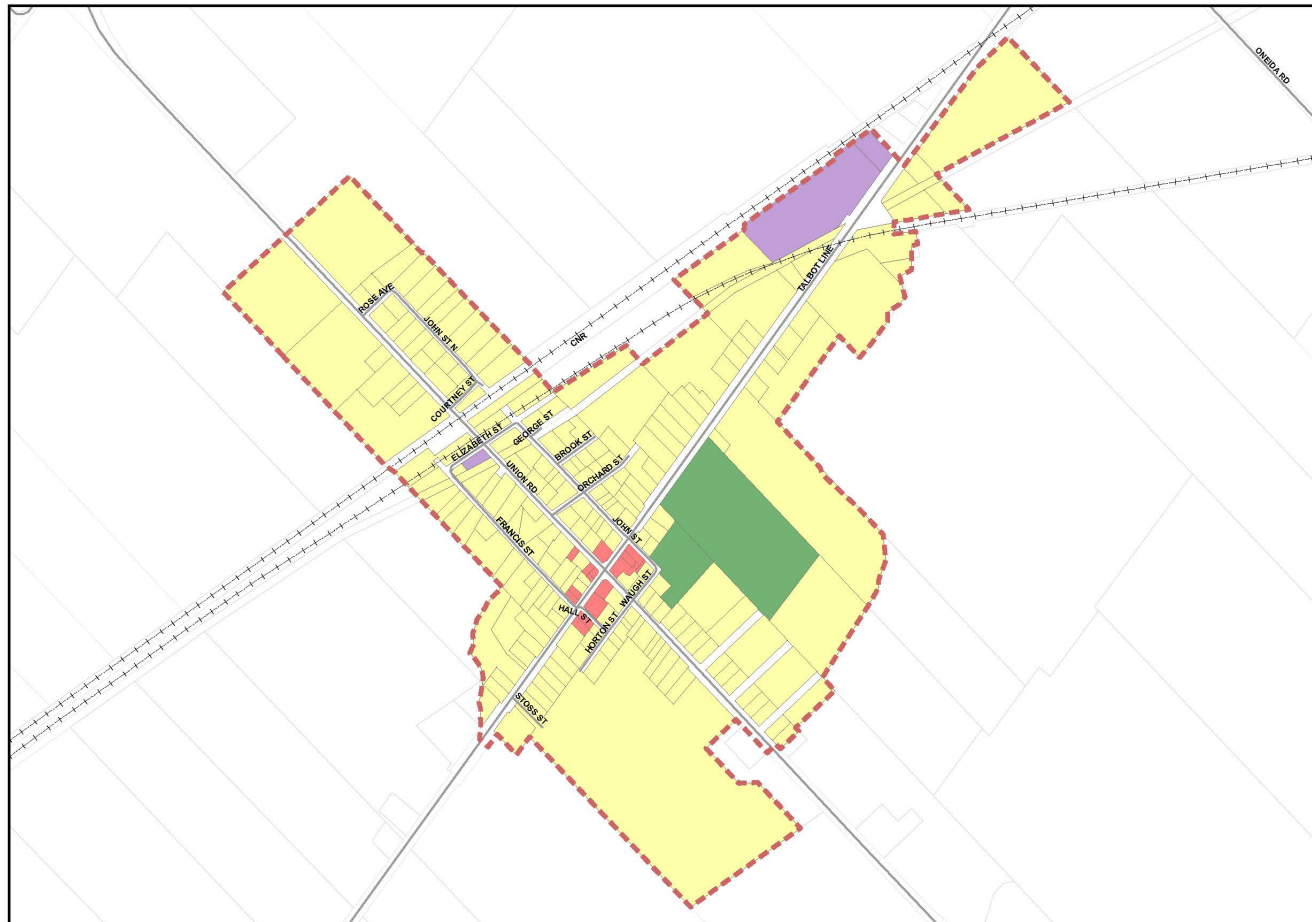 ONEIDA RD
TALBOT LINE
ROSE AVE
JOHN ST N
CNR
COURTNEY ST
GEORGE ST
ELIZABETH ST
BROOK ST
UNION RD
ORCHARD ST
FRANCIS ST
JOHN ST
WAUGH ST
HALL ST
HORTON ST
STOSS ST